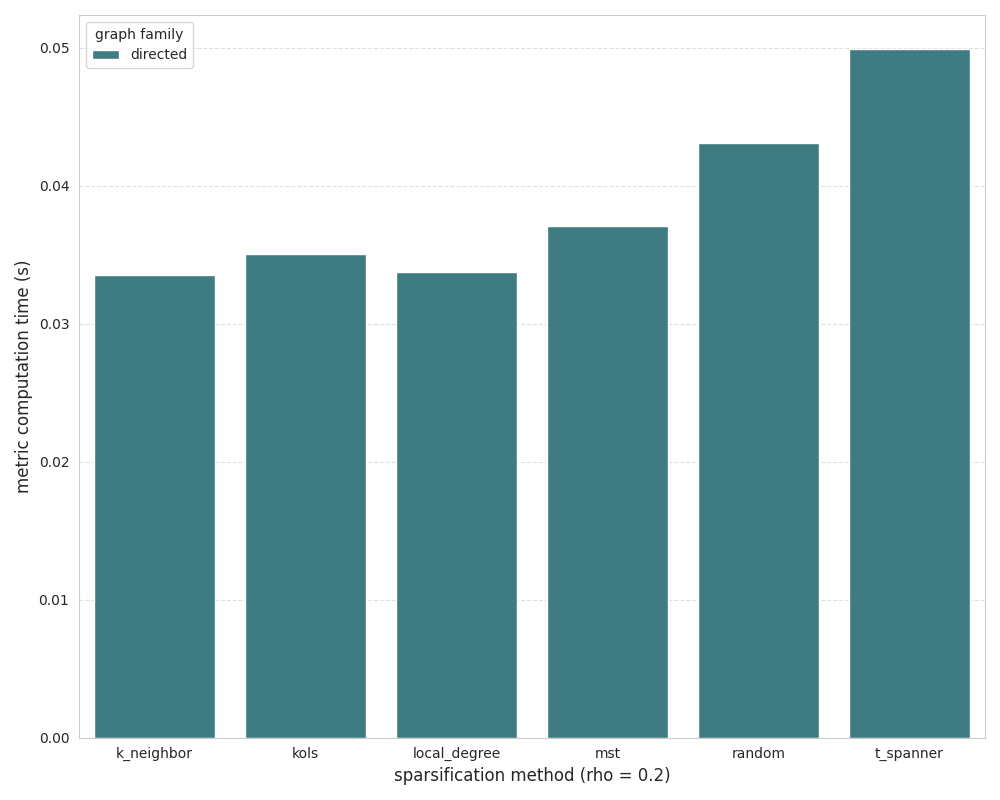 graph family
directed
0.05
0.04
0.03
0.02
0.01
0.00
metric computation time (s)
k_neighbor
kols
local_degree
mst
random
t_spanner
sparsification method (rho = 0.2)